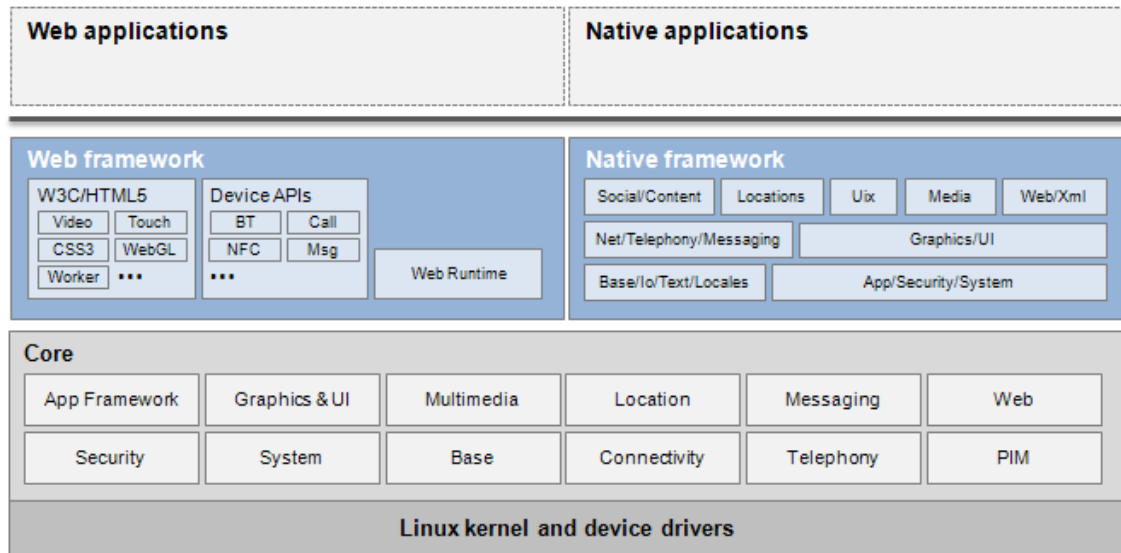 Web applications
Native applications
Web framework
W3C/HTML5
Video
Touch
CSS3
WebGL
Worker
•••
Device APIs
BT
Call
NFC
Msg
•••
Web Runtime
Native framework
Social/Content
Locations
Uix
Media
Web/Xml
Net/Telephony/Messaging
Graphics/UI
Base/Io/Text/Locales
App/Security/System
Core
App Framework
Graphics & UI
Multimedia
Location
Messaging
Web
Security
System
Base
Connectivity
Telephony
PIM
Linux kernel and device drivers